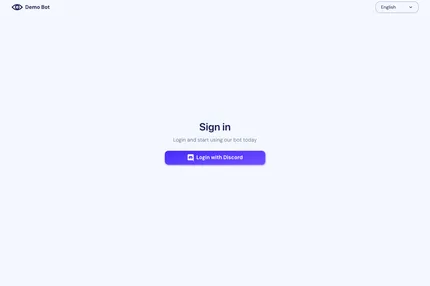 Demo Bot
English
Sign in
Login and start using our bot today
Login with Discord